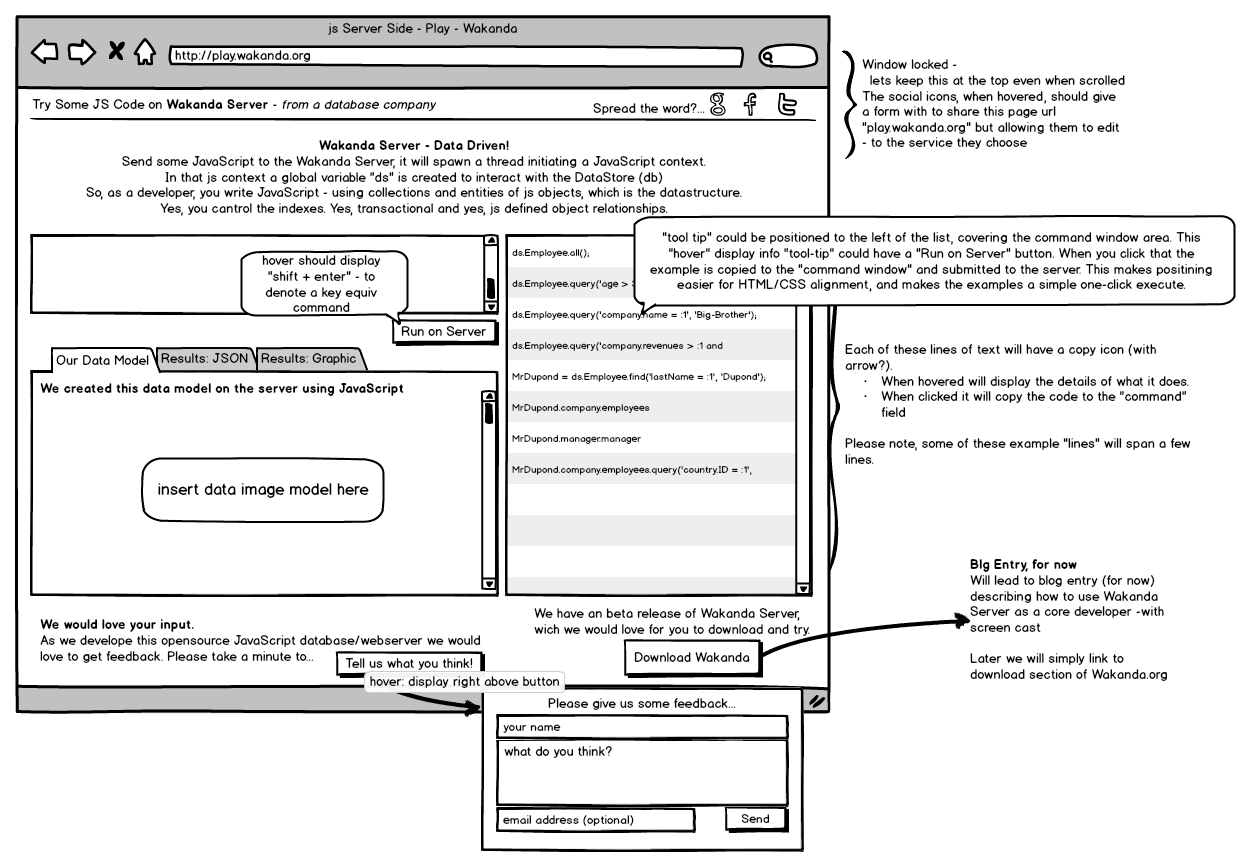 js Server Side - Play - Wakanda
http://play.wakanda.org
Try Some JS Code on Wakanda Server - from a database company
Spread the word?...
Window locked -
lets keep this at the top even when scrolled
The social icons, when hovered, should give
a form with to share this page url
"play.wakanda.org" but allowing them to edit
- to the service they choose
Wakanda Server - Data Driven!
Send some JavaScript to the Wakanda Server, it will spawn a thread initiating a JavaScript context.
In that js context a global variable "ds" is created to interact with the DataStore (db)
So, as a developer, you write JavaScript - using collections and entities of js objects, which is the datastructure.
Yes, you cantrol the indexes. Yes, transactional and yes, js defined object relationships.
hover should display
"shift + enter" - to
denote a key equiv
command
Run on Server
"tool tip" could be positioned to the left of the list, covering the command window area. This
"hover" display info "tool-tip" could have a "Run on Server" button. When you click that the
example is copied to the "command window" and submitted to the server. This makes positining
easier for HTML/CSS alignment, and makes the examples a simple one-click execute.
ds.Employee.all();
ds.Employee.query('age >
ds.Employee.query('company.name = :1', 'Big-Brother');
ds.Employee.query('company.revenues > :1 and
MrDupond = ds.Employee.find('lastName = :1', 'Dupond');
MrDupond.company.employees
MrDupond.manager.manager
MrDupond.company.employees.query('country.ID = :1',
Each of these lines of text will have a copy icon (with
arrow?).
· When hovered will display the details of what it does.
· When clicked it will copy the code to the "command"
field
Please note, some of these example "lines" will span a few
lines.
Our Data Model
Results: JSON
Results: Graphic
We created this data model on the server using JavaScript
insert data image model here
We would love your input.
As we develope this opensource JavaScript database/webserver we would
love to get feedback. Please take a minute to...
Tell us what you think!
hover: display right above button
We have an beta release of Wakanda Server,
wich we would love for you to download and try.
Download Wakanda
Blg Entry, for now
Will lead to blog entry (for now)
describing how to use Wakanda
Server as a core developer -with
screen cast
Later we will simply link to
download section of Wakanda.org
Please give us some feedback...
your name
what do you think?
email address (optional)
Send